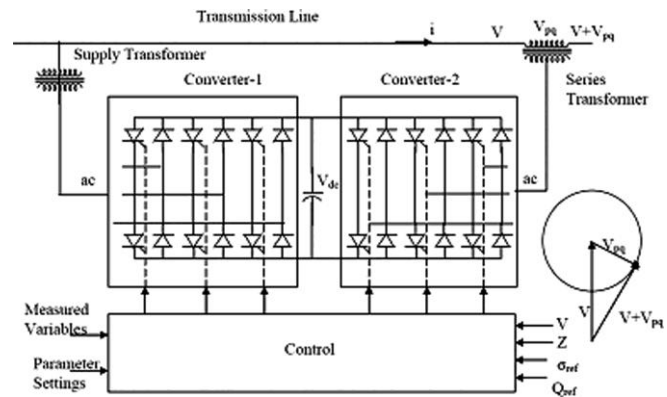 Transmission Line
i
V
V_pq
V+V_pq
Supply Transformer
Series
Transformer
Converter-1
Converter-2
ac
V_dc
ac
V_pq
V
V+V_pq
Measured
Variables
Parameter
Settings
Control
V
Z
σ_ref
Q_ref